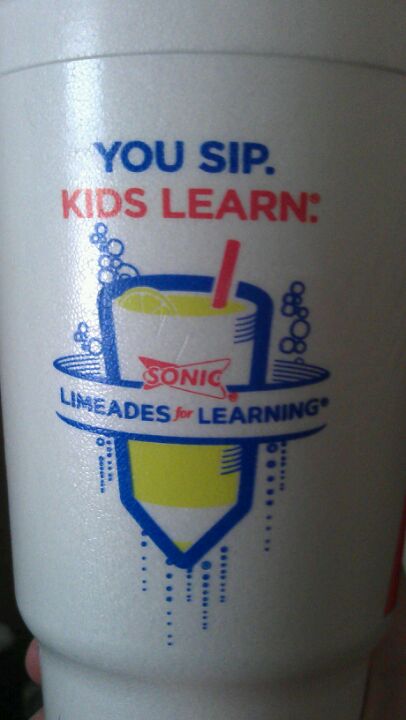 YOU SIP.
KIDS LEARN.®
SONIC®
LIMEADES for LEARNING®